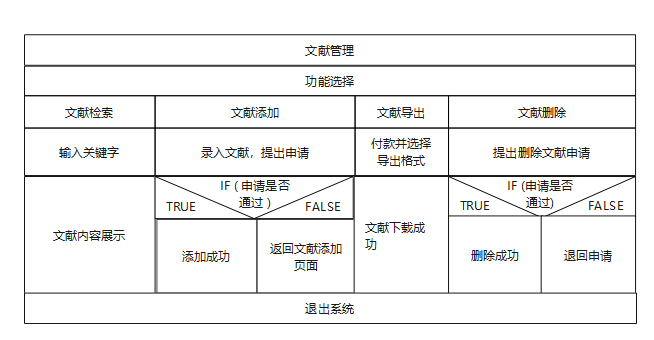 文献管理
功能选择
文献检索
文献添加
文献导出
文献删除
输入关键字
录入文献，提出申请
付款并选择
导出格式
提出删除文献申请
文献内容展示
IF ( 申请是否
通过 )
TRUE
FALSE
添加成功
返回文献添加
页面
文献下载成
功
IF (申请是否
通过)
TRUE
FALSE
删除成功
退回申请
退出系统